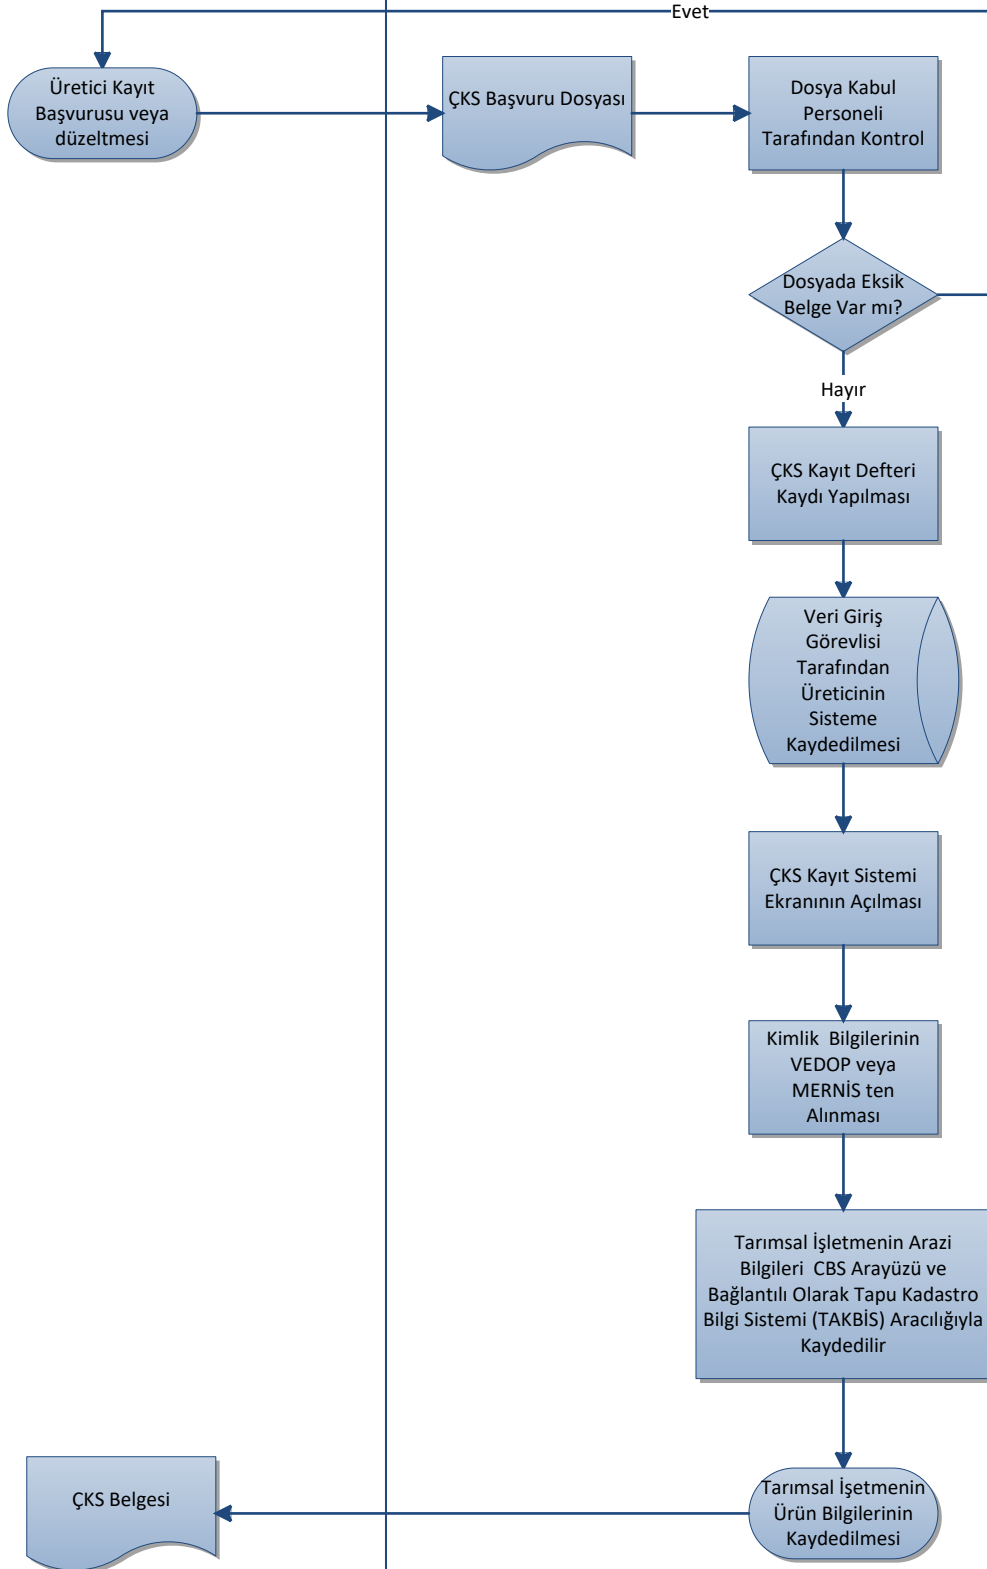 Evet
Üretici Kayıt
Başvurusu veya
düzeltmesi
ÇKS Başvuru Dosyası
Dosya Kabul
Personeli
Tarafından Kontrol
Dosyada Eksik
Belge Var mı?
Hayır
ÇKS Kayıt Defteri
Kaydı Yapılması
Veri Giriş
Görevlisi
Tarafından
Üreticinin
Sisteme
Kaydedilmesi
ÇKS Kayıt Sistemi
Ekranının Açılması
Kimlik  Bilgilerinin
VEDOP veya
MERNİS ten
Alınması
Tarımsal İşletmenin Arazi
Bilgileri  CBS Arayüzü ve
Bağlantılı Olarak Tapu Kadastro
Bilgi Sistemi (TAKBİS) Aracılığıyla
Kaydedilir
Tarımsal İşetmenin
Ürün Bilgilerinin
Kaydedilmesi
ÇKS Belgesi